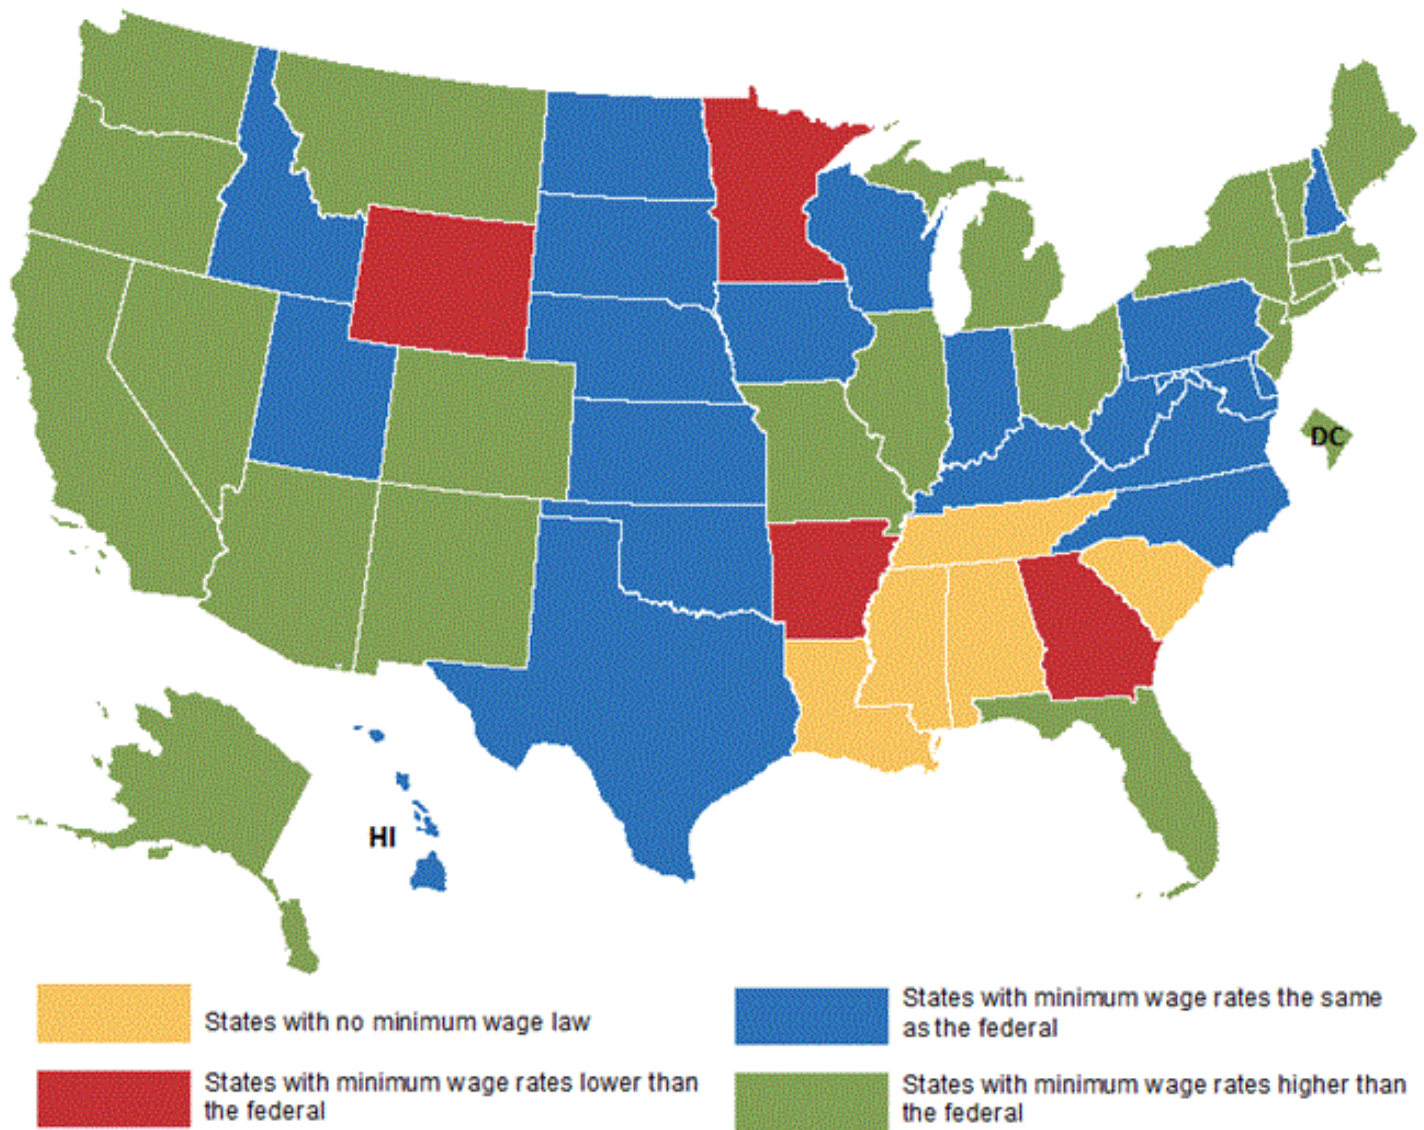 DC
HI
States with no minimum wage law
States with minimum wage rates the same
as the federal
States with minimum wage rates lower than
the federal
States with minimum wage rates higher than
the federal